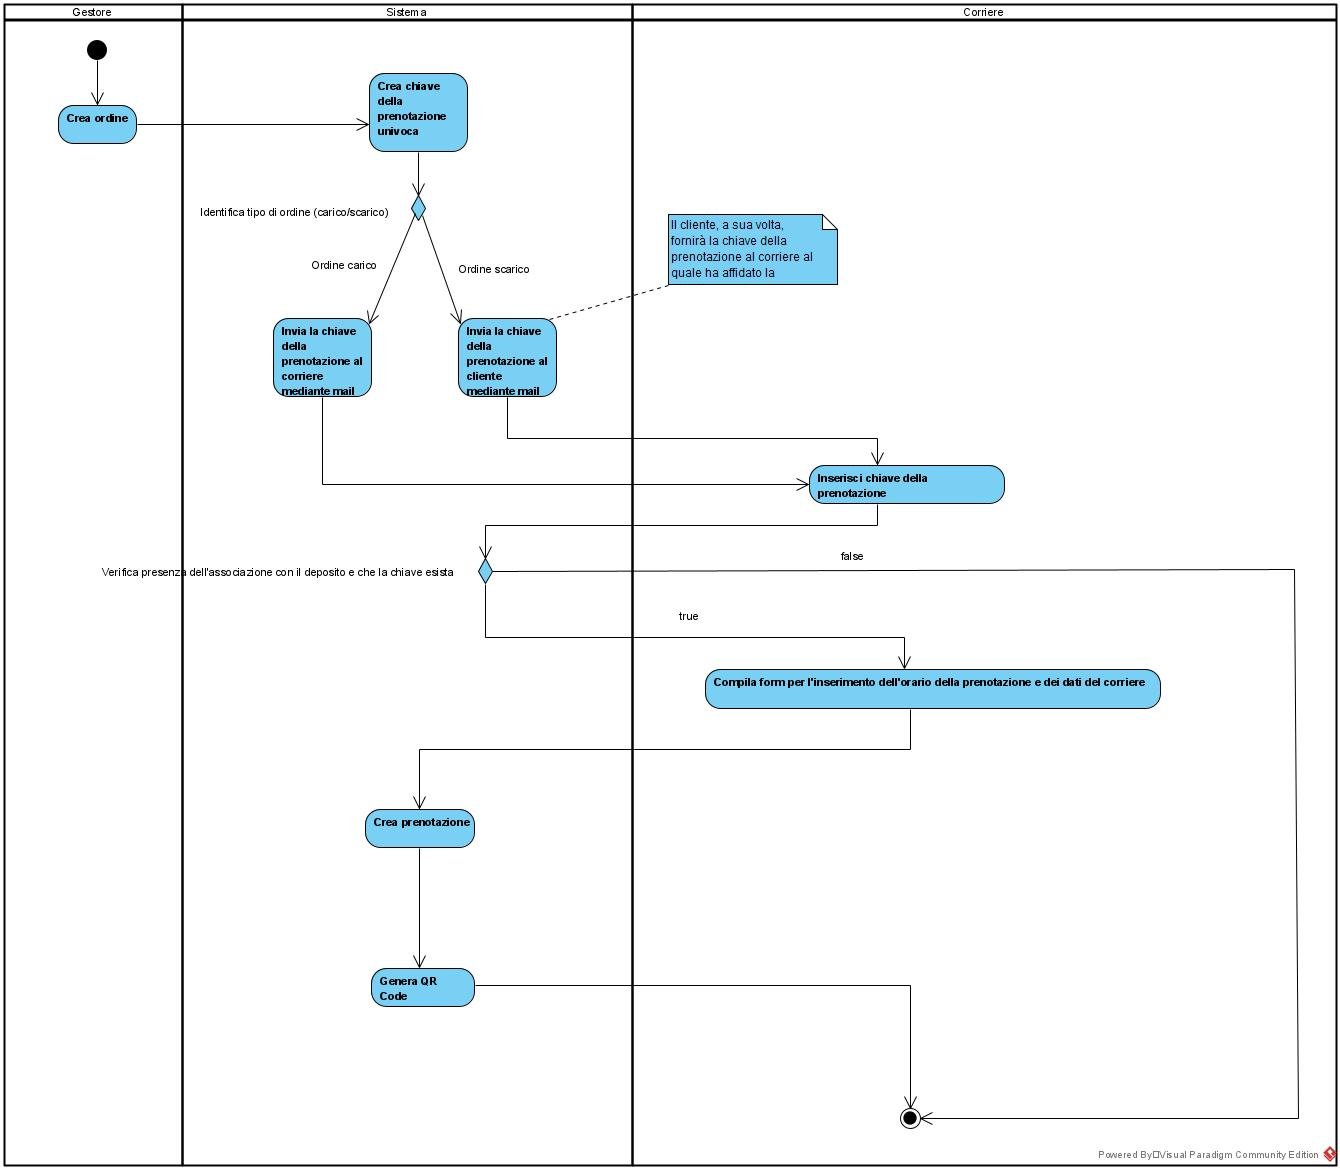 Gestore
Sistema
Corriere
Crea ordine
Crea chiave
della
prenotazione
univoca
Identifica tipo di ordine (carico/scarico)
Ordine carico
Ordine scarico
Il cliente, a sua volta,
fornirà la chiave della
prenotazione al corriere al
quale ha affidato la
Invia la chiave
della
prenotazione al
corriere
mediante mail
Invia la chiave
della
prenotazione al
cliente
mediante mail
Inserisci chiave della
prenotazione
Verifica presenza dell'associazione con il deposito e che la chiave esista
false
true
Compila form per l'inserimento dell'orario della prenotazione e dei dati del corriere
Crea prenotazione
Genera QR
Code
Powered By Visual Paradigm Community Edition